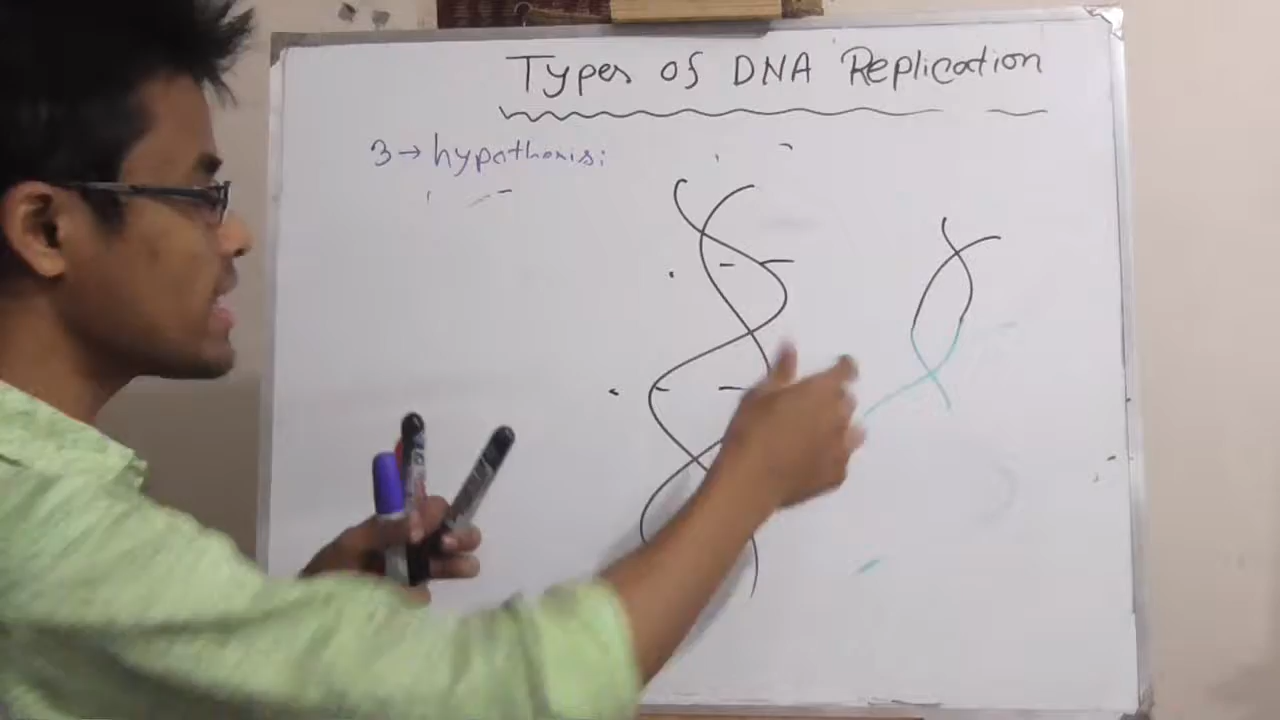 Types of DNA Replication
3→ hypothesis: